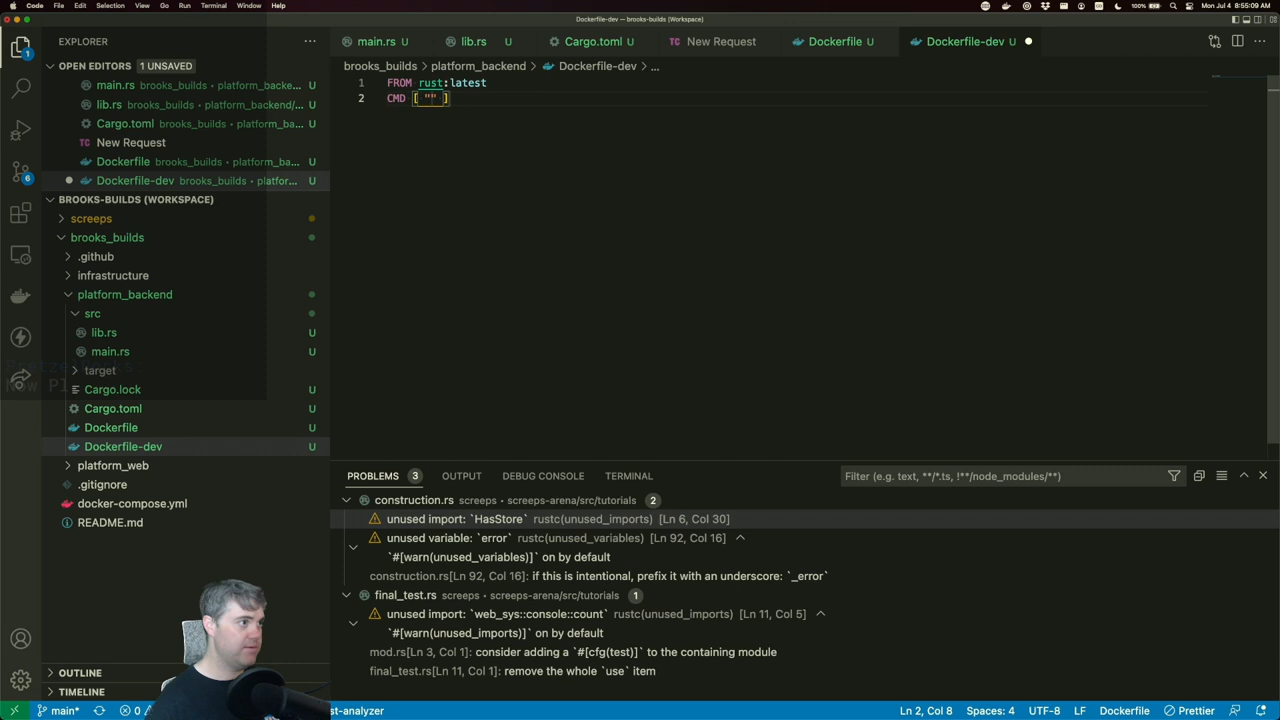 Code File Edit Selection View Go Run Terminal Window Help
100% Mon Jul 4 8:55:09 AM
Dockerfile-dev — brooks-builds (Workspace)
EXPLORER
main.rs U
lib.rs U
Cargo.toml U
TC New Request
Dockerfile U
Dockerfile-dev U
OPEN EDITORS 1 UNSAVED
main.rs brooks_builds • platform_backe... U
lib.rs brooks_builds • platform_backend/... U
Cargo.toml brooks_builds • platform_ba... U
TC New Request
Dockerfile brooks_builds • platform_ba... U
Dockerfile-dev brooks_builds • platfor... U
BROOKS-BUILDS (WORKSPACE)
screeps
brooks_builds
.github
infrastructure
platform_backend
src
lib.rs U
main.rs U
target
Cargo.lock U
Cargo.toml U
Dockerfile U
Dockerfile-dev U
platform_web
.gitignore
docker-compose.yml U
README.md U
OUTLINE
TIMELINE
1
6
brooks_builds > platform_backend > Dockerfile-dev > ...
1 FROM rust:latest
2 CMD [ "" ]
PROBLEMS 3 OUTPUT DEBUG CONSOLE TERMINAL
Filter (e.g. text, **/*.ts, !**/node_modules/**)
construction.rs screeps • screeps-arena/src/tutorials 2
unused import: `HasStore` rustc(unused_imports) [Ln 6, Col 30]
unused variable: `error` rustc(unused_variables) [Ln 92, Col 16]
`#[warn(unused_variables)]` on by default
construction.rs[Ln 92, Col 16]: if this is intentional, prefix it with an underscore: `_error`
final_test.rs screeps • screeps-arena/src/tutorials 1
unused import: `web_sys::console::count` rustc(unused_imports) [Ln 11, Col 5]
`#[warn(unused_imports)]` on by default
mod.rs[Ln 3, Col 1]: consider adding a `#[cfg(test)]` to the containing module
final_test.rs[Ln 11, Col 1]: remove the whole `use` item
main* 0 st-analyzer
Ln 2, Col 8 Spaces: 4 UTF-8 LF Dockerfile Prettier